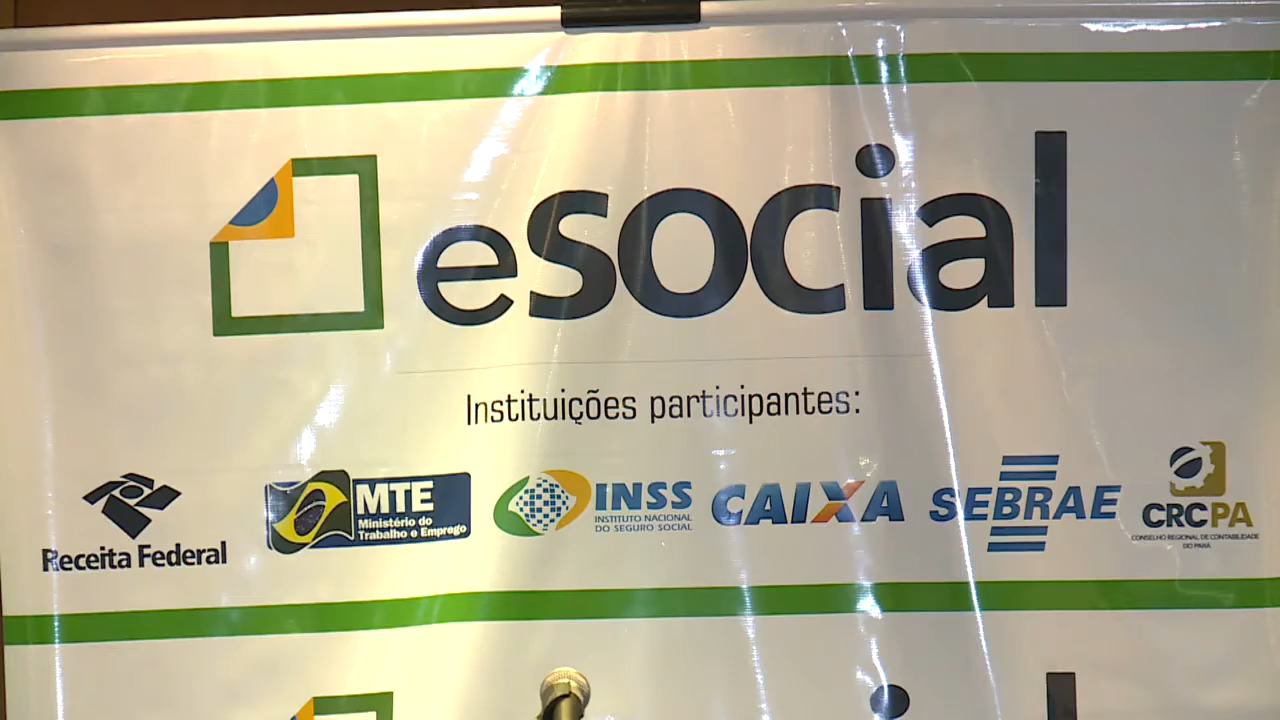 esocial
Instituições participantes:
Receita Federal
MTE
Ministério do
Trabalho e Emprego
INSS
INSTITUTO NACIONAL
DO SEGURO SOCIAL
CAIXA
SEBRAE
CRCPA
CONSELHO REGIONAL DE CONTABILIDADE
DO PARÁ